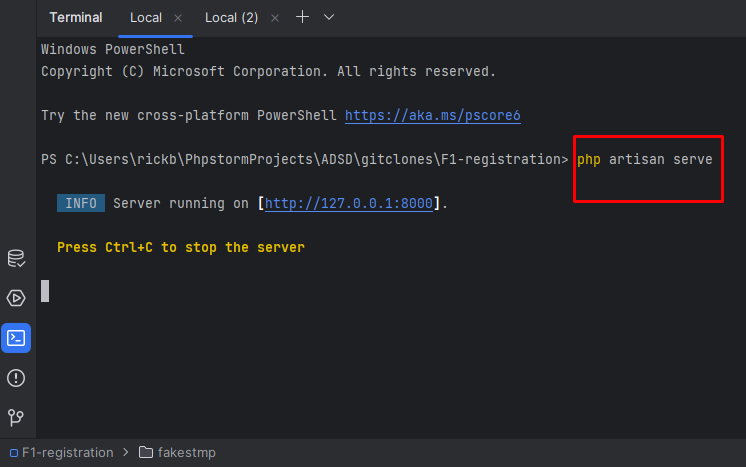 Terminal Local Local (2)
Windows PowerShell
Copyright (C) Microsoft Corporation. All rights reserved.
Try the new cross-platform PowerShell https://aka.ms/pscore6
PS C:\Users\rickb\PhpstormProjects\ADSD\gitclones\F1-registration> php artisan serve
INFO Server running on [http://127.0.0.1:8000].
Press Ctrl+C to stop the server
F1-registration > fakestmp